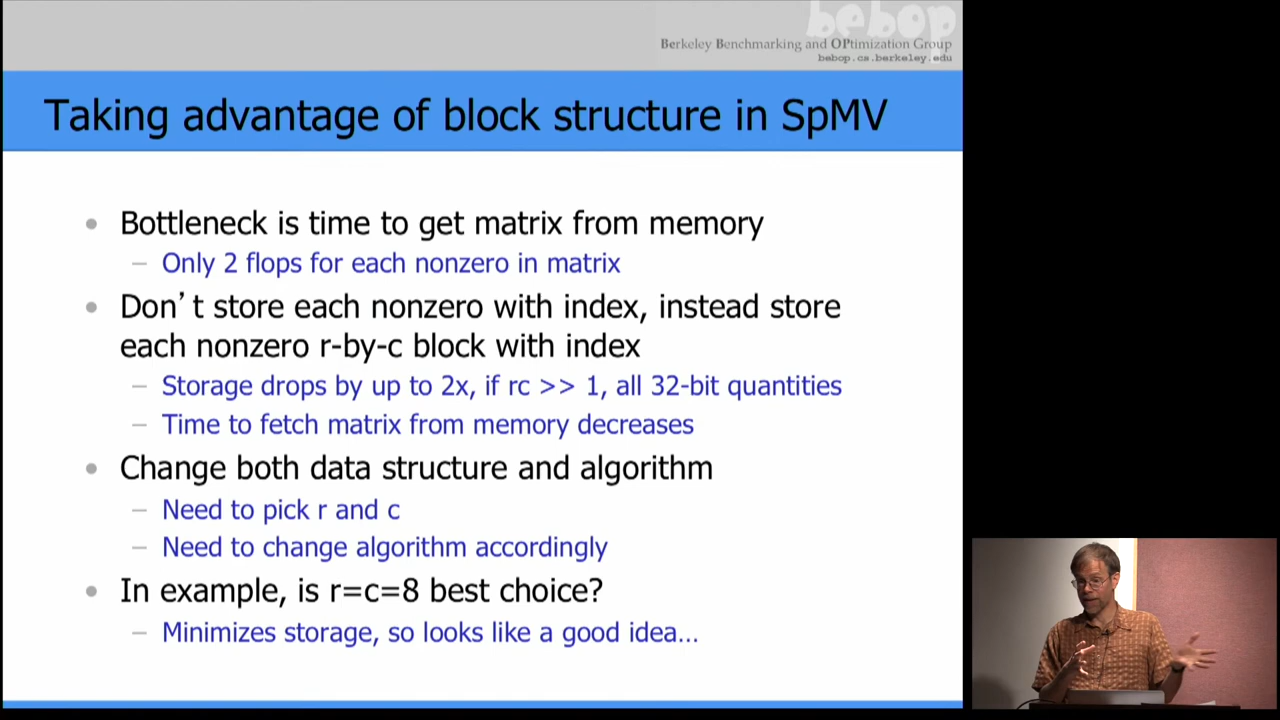 bebop
Berkeley Benchmarking and OPtimization Group
bebop.cs.berkeley.edu
Taking advantage of block structure in SpMV
• Bottleneck is time to get matrix from memory
– Only 2 flops for each nonzero in matrix
• Don’t store each nonzero with index, instead store
each nonzero r-by-c block with index
– Storage drops by up to 2x, if rc >> 1, all 32-bit quantities
– Time to fetch matrix from memory decreases
• Change both data structure and algorithm
– Need to pick r and c
– Need to change algorithm accordingly
• In example, is r=c=8 best choice?
– Minimizes storage, so looks like a good idea…